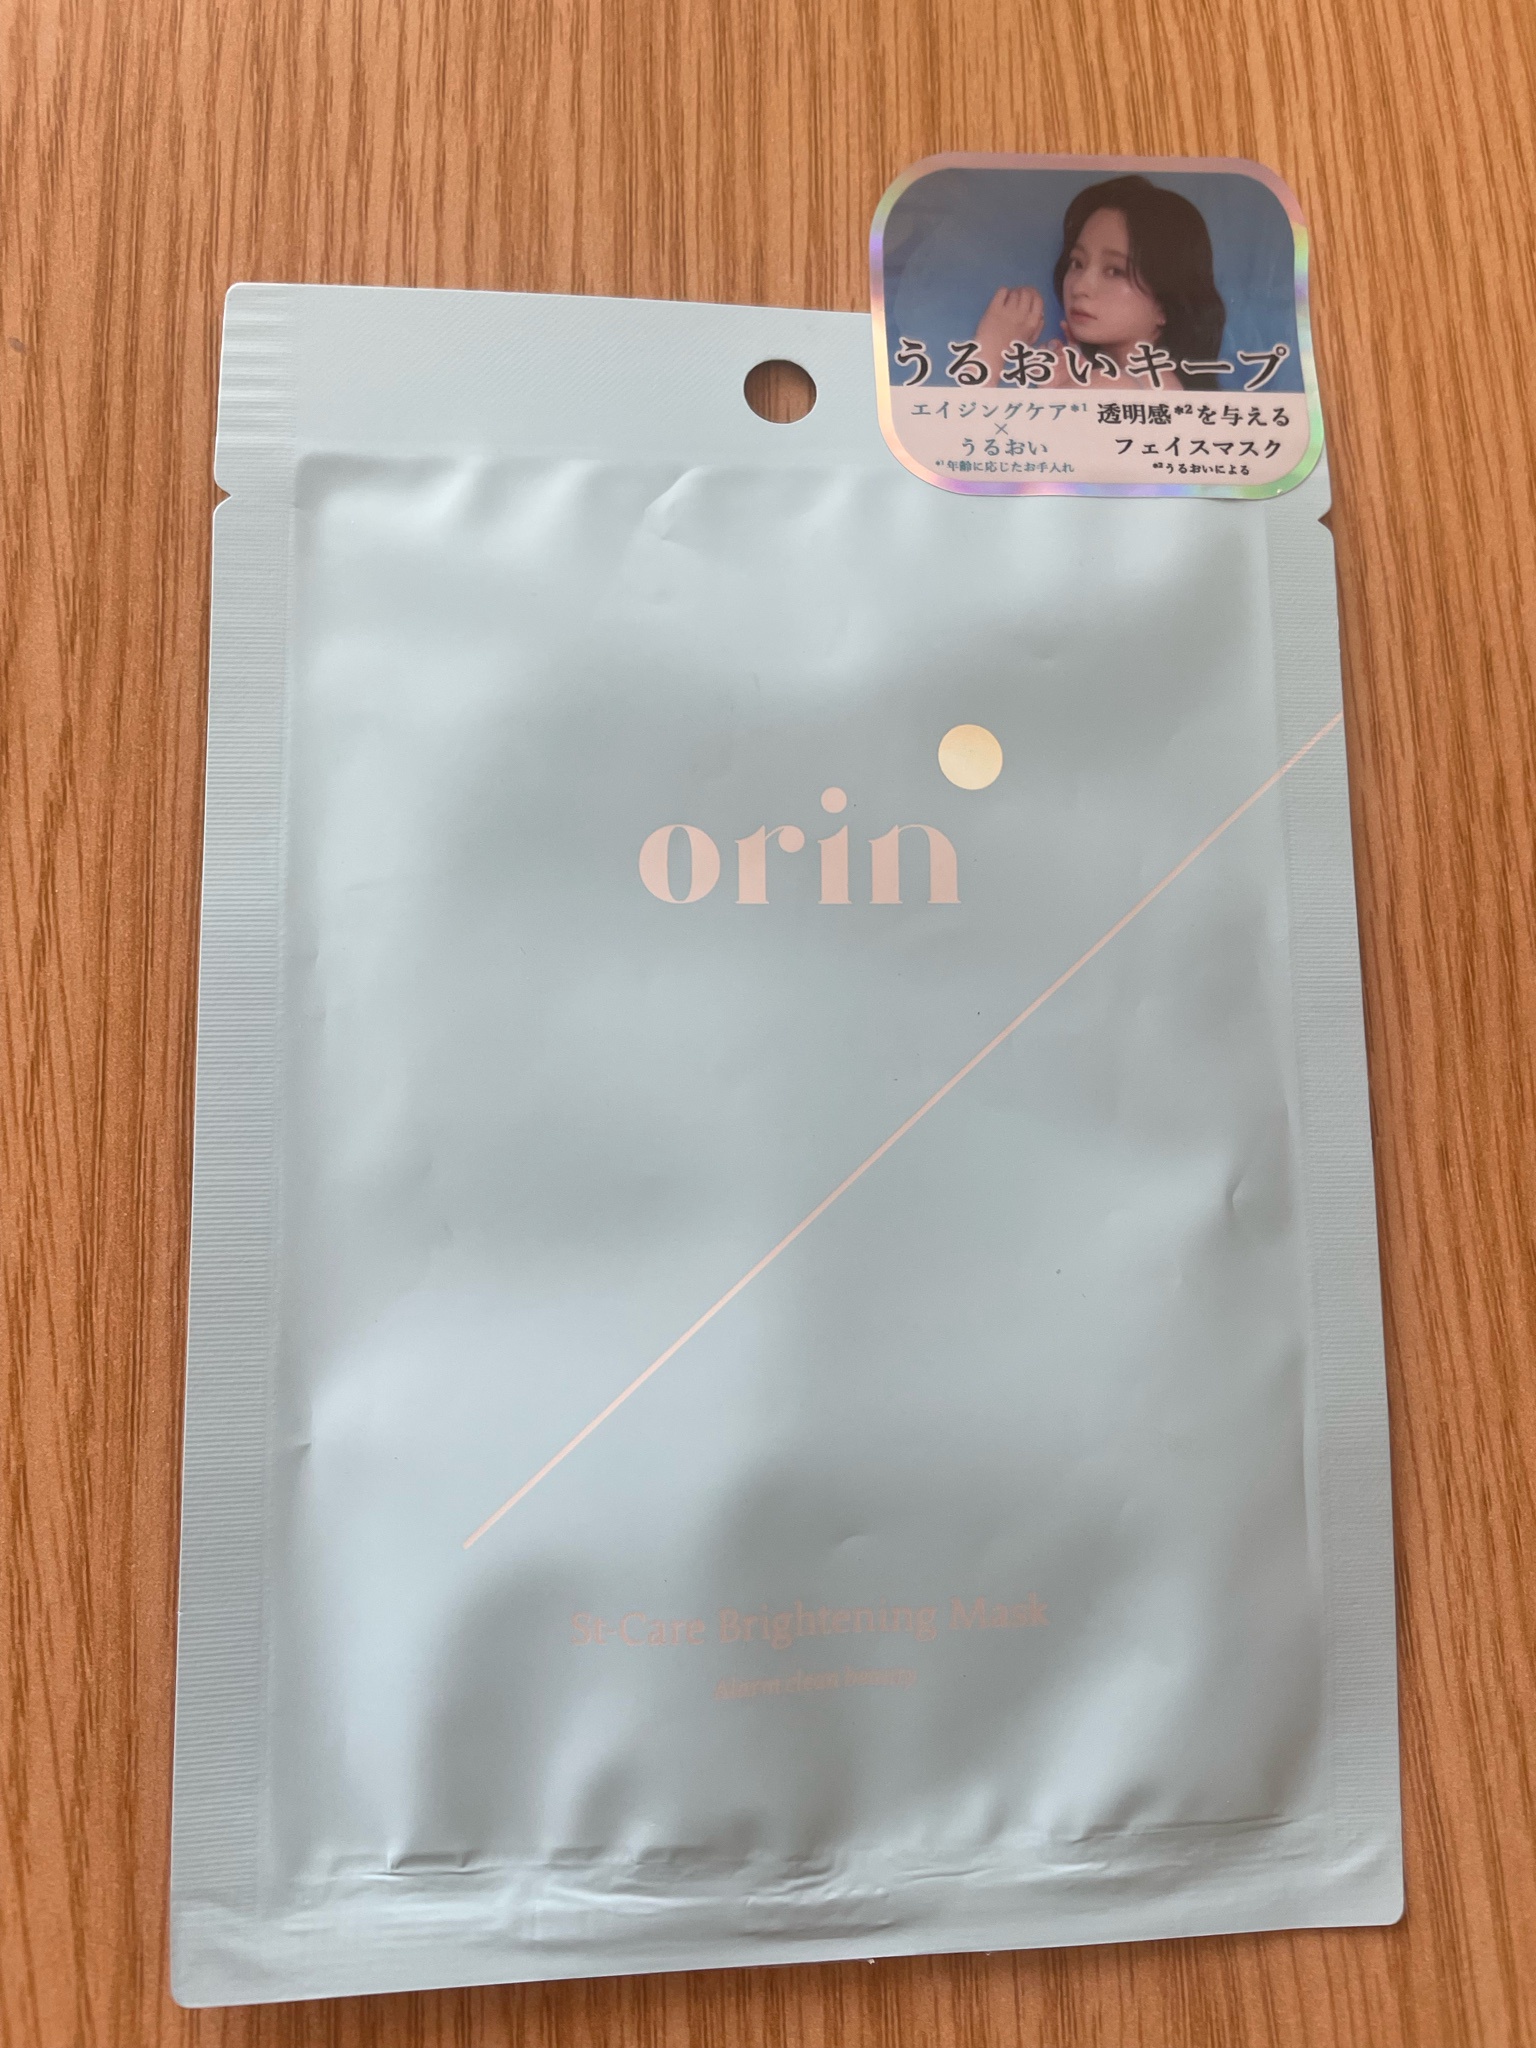 うるおいキープ
エイジングケア*1
×
うるおい
*1年齢に応じたお手入れ
透明感*2を与える
フェイスマスク
*2うるおいによる
orin
St-Care Brightening Mask
clean beauty